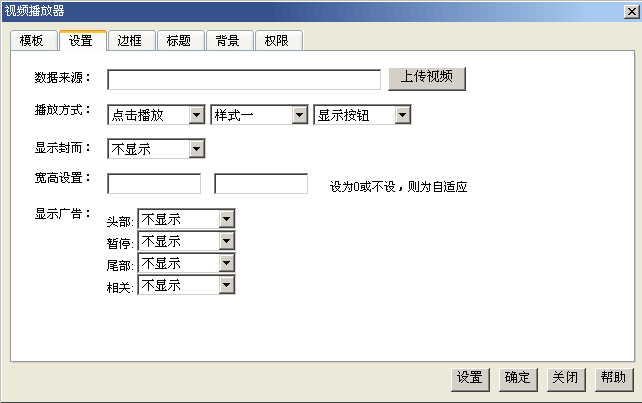 视频播放器
模板 设置 边框 标题 背景 权限
数据来源： 上传视频
播放方式： 点击播放 样式一 显示按钮
显示封面： 不显示
宽高设置： 设为0或不设，则为自适应
显示广告：
头部: 不显示
暂停: 不显示
尾部: 不显示
相关: 不显示
设置 确定 关闭 帮助